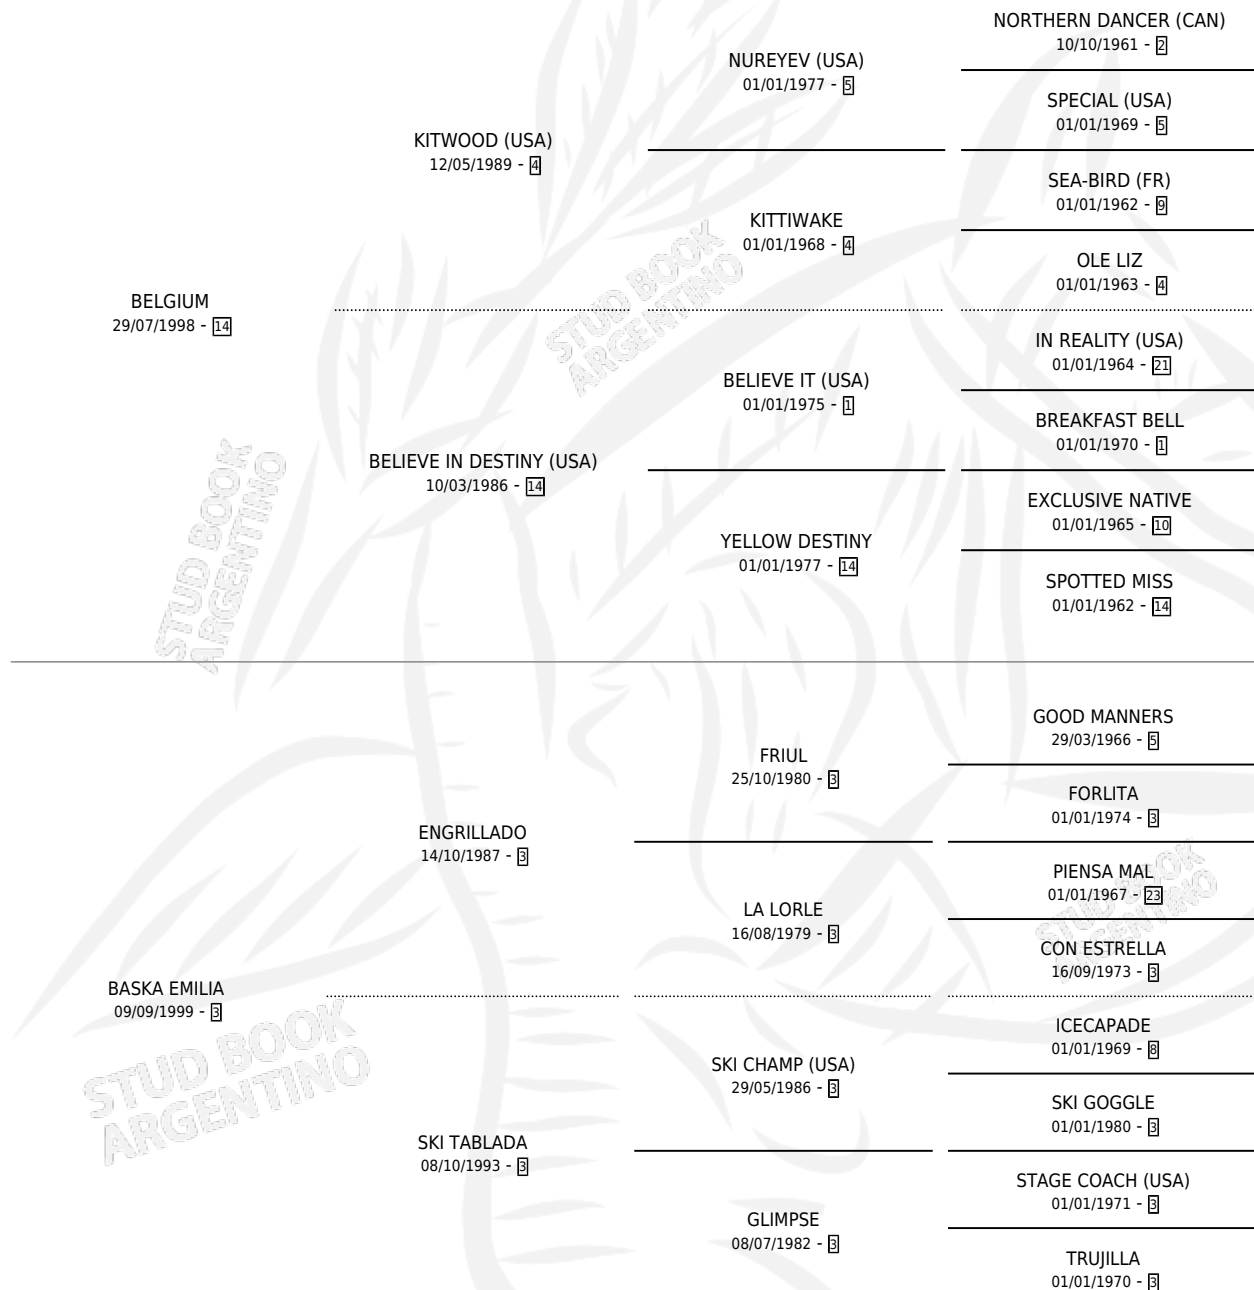 NORTHERN DANCER (CAN)
10/10/1961 - 2
NUREYEV (USA)
01/01/1977 - 5
SPECIAL (USA)
01/01/1969 - 5
KITWOOD (USA)
12/05/1989 - 4
SEA-BIRD (FR)
01/01/1962 - 9
KITTIWAKE
01/01/1968 - 4
OLE LIZ
01/01/1963 - 4
BELGIUM
29/07/1998 - 14
IN REALITY (USA)
01/01/1964 - 21
BELIEVE IT (USA)
01/01/1975 - 1
BREAKFAST BELL
01/01/1970 - 1
BELIEVE IN DESTINY (USA)
10/03/1986 - 14
EXCLUSIVE NATIVE
01/01/1965 - 10
YELLOW DESTINY
01/01/1977 - 14
SPOTTED MISS
01/01/1962 - 14
GOOD MANNERS
29/03/1966 - 5
FRIUL
25/10/1980 - 3
FORLITA
01/01/1974 - 3
ENGRILLADO
14/10/1987 - 3
PIENSA MAL
01/01/1967 - 23
LA LORLE
16/08/1979 - 3
CON ESTRELLA
16/09/1973 - 3
BASKA EMILIA
09/09/1999 - 3
ICECAPADE
01/01/1969 - 8
SKI CHAMP (USA)
29/05/1986 - 3
SKI GOGGLE
01/01/1980 - 3
SKI TABLADA
08/10/1993 - 3
STAGE COACH (USA)
01/01/1971 - 3
GLIMPSE
08/07/1982 - 3
TRUJILLA
01/01/1970 - 3
STUD BOOK
ARGENTINO
STUD BOOK
ARGENTINO
STUD BOOK
ARGENTINO
STUD BOOK
ARGENTINO